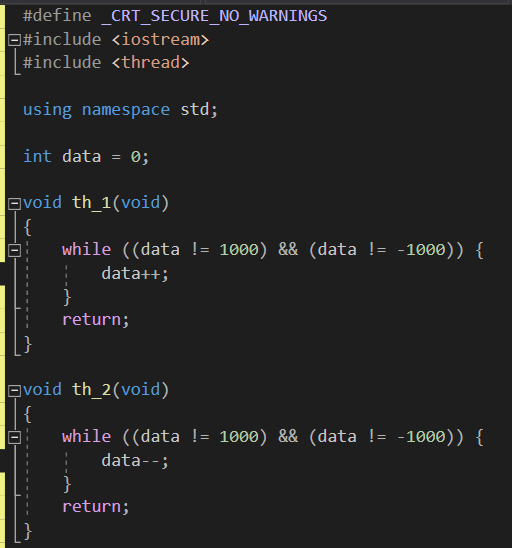 #define _CRT_SECURE_NO_WARNINGS
#include <iostream>
#include <thread>
using namespace std;
int data = 0;
void th_1(void)
{
while ((data != 1000) && (data != -1000)) {
data++;
}
return;
}
void th_2(void)
{
while ((data != 1000) && (data != -1000)) {
data--;
}
return;
}